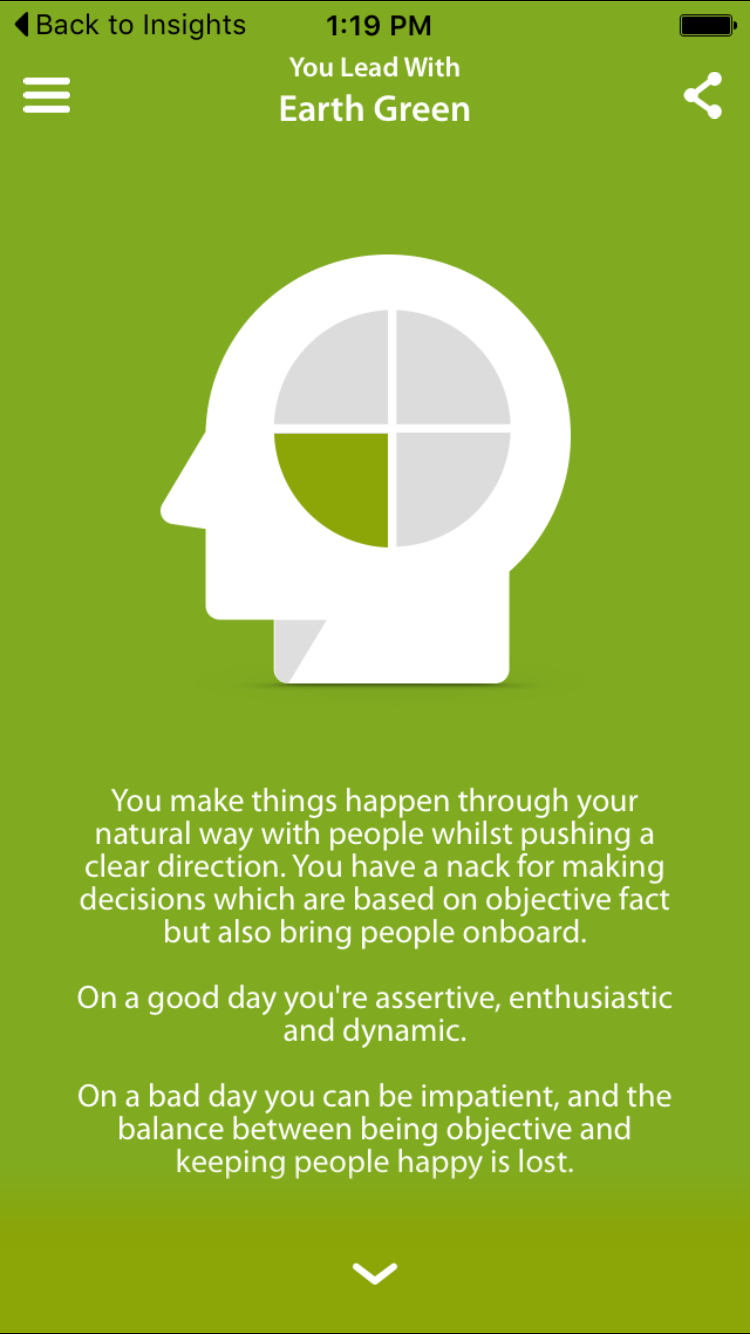 Back to Insights 1:19 PM
You Lead With
Earth Green
You make things happen through your
natural way with people whilst pushing a
clear direction. You have a nack for making
decisions which are based on objective fact
but also bring people onboard.
On a good day you're assertive, enthusiastic
and dynamic.
On a bad day you can be impatient, and the
balance between being objective and
keeping people happy is lost.